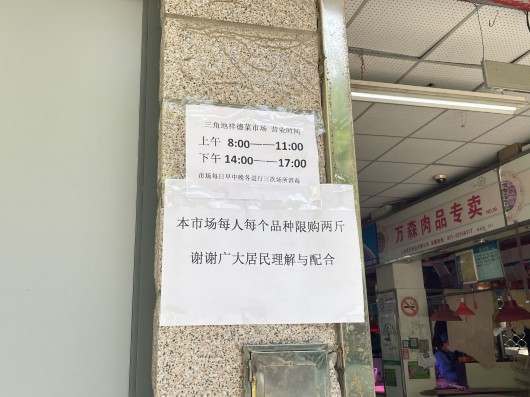 三角地祥德菜市场 营业时间
上午 8:00——11:00
下午 14:00——17:00
市场每日早中晚各进行三次场所消毒
本市场每人每个品种限购两斤
谢谢广大居民理解与配合
万森肉品专卖